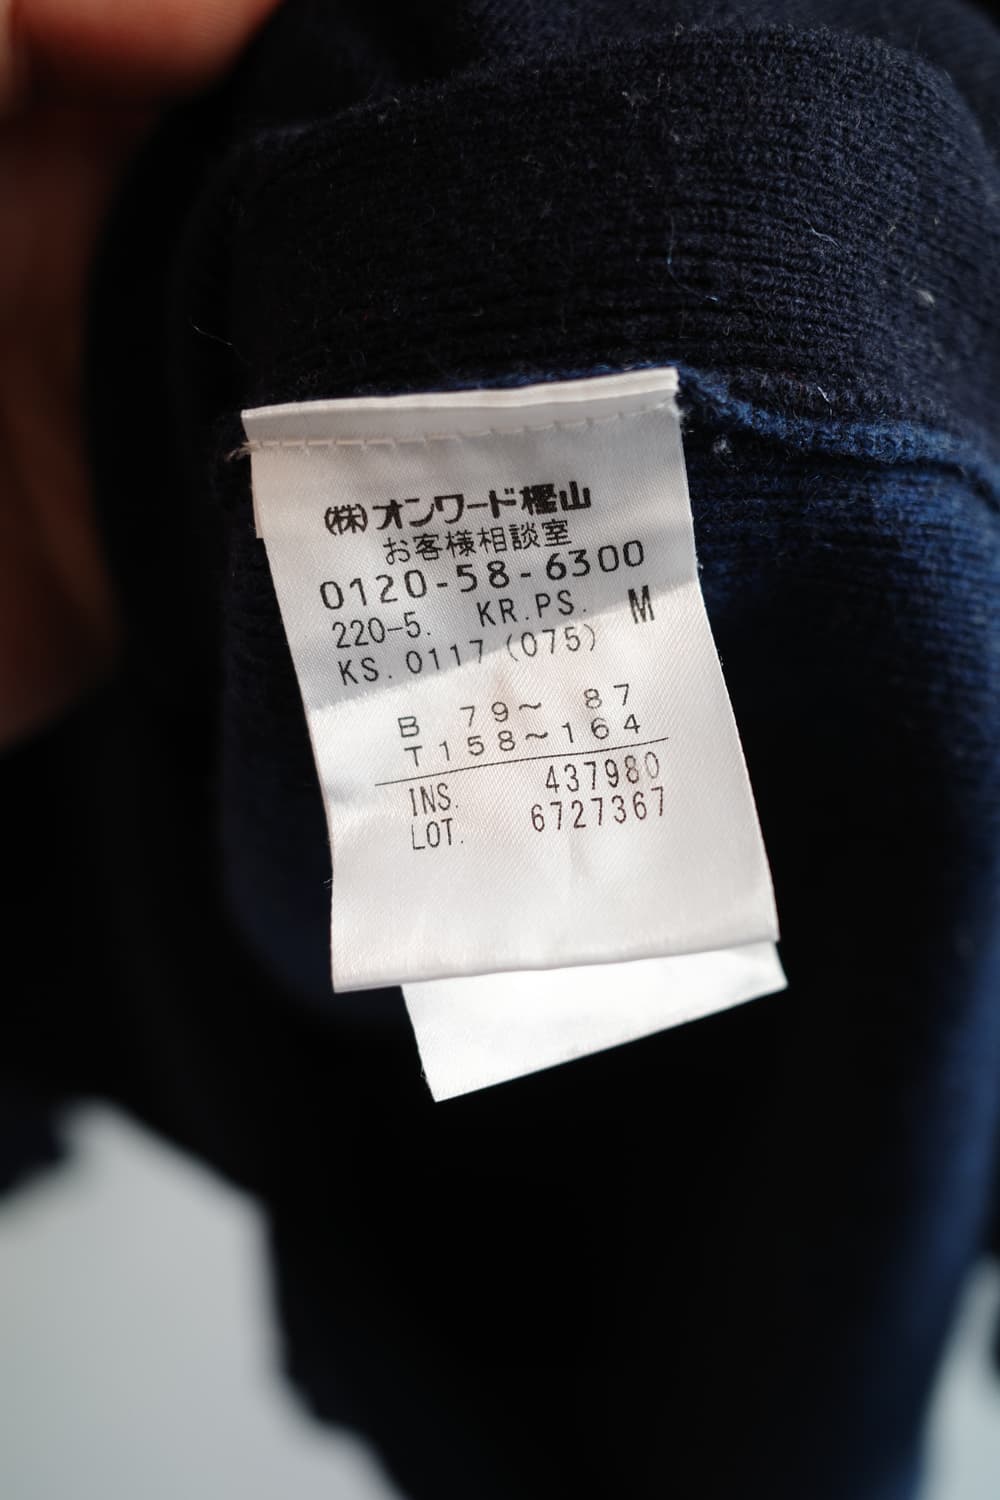 ㈱オンワード樫山
お客様相談室
0120-58-6300
220-5. KR.PS. M
KS. 0117 (075)
B 79~ 87
T158~164
INS. 437980
LOT. 6727367